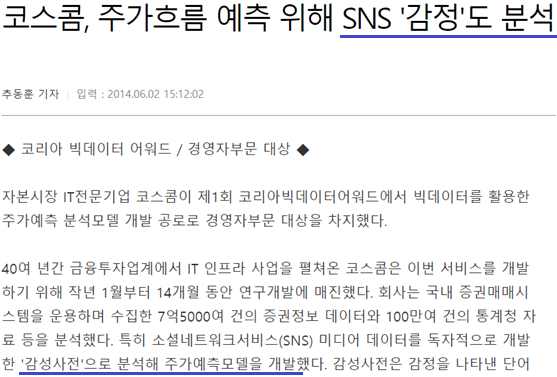 코스콤, 주가흐름 예측 위해 SNS '감정'도 분석
추동훈 기자 | 입력 : 2014.06.02 15:12:02
◆ 코리아 빅데이터 어워드 / 경영자부문 대상 ◆
자본시장 IT전문기업 코스콤이 제1회 코리아빅데이터어워드에서 빅데이터를 활용한
주가예측 분석모델 개발 공로로 경영자부문 대상을 차지했다.
40여 년간 금융투자업계에서 IT 인프라 사업을 펼쳐온 코스콤은 이번 서비스를 개발
하기 위해 작년 1월부터 14개월 동안 연구개발에 매진했다. 회사는 국내 증권매매시
스템을 운용하며 수집한 7억5000여 건의 증권정보 데이터와 100만여 건의 통계청 자
료 등을 분석했다. 특히 소셜네트워크서비스(SNS) 미디어 데이터를 독자적으로 개발
한 '감성사전'으로 분석해 주가예측모델을 개발했다. 감성사전은 감정을 나타낸 단어